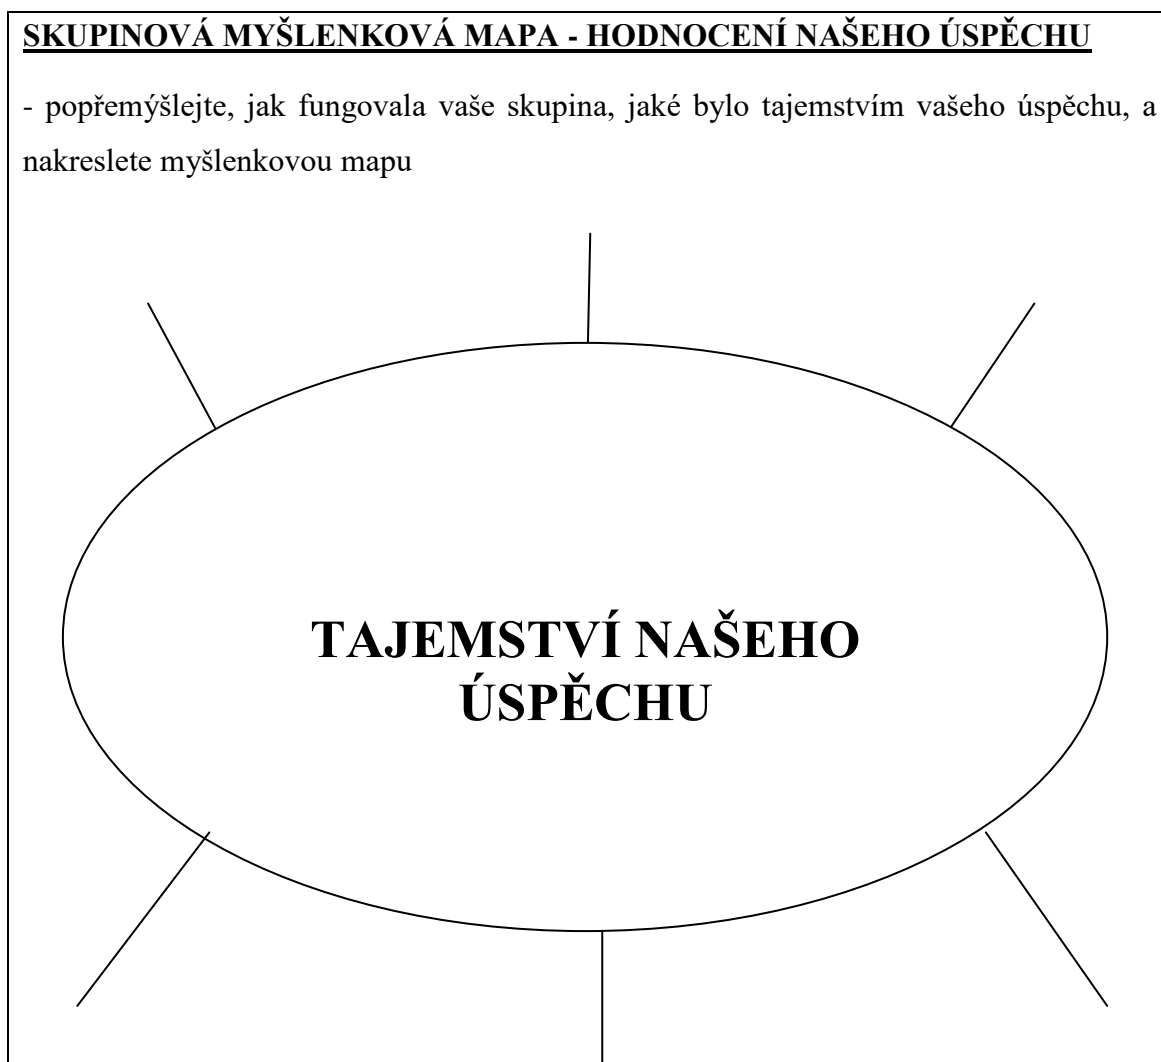 SKUPINOVÁ MYŠLENKOVÁ MAPA - HODNOCENÍ NAŠEHO ÚSPĚCHU
- popřemýšlejte, jak fungovala vaše skupina, jaké bylo tajemstvím vašeho úspěchu, a
nakreslete myšlenkovou mapu
TAJEMSTVÍ NAŠEHO
ÚSPĚCHU